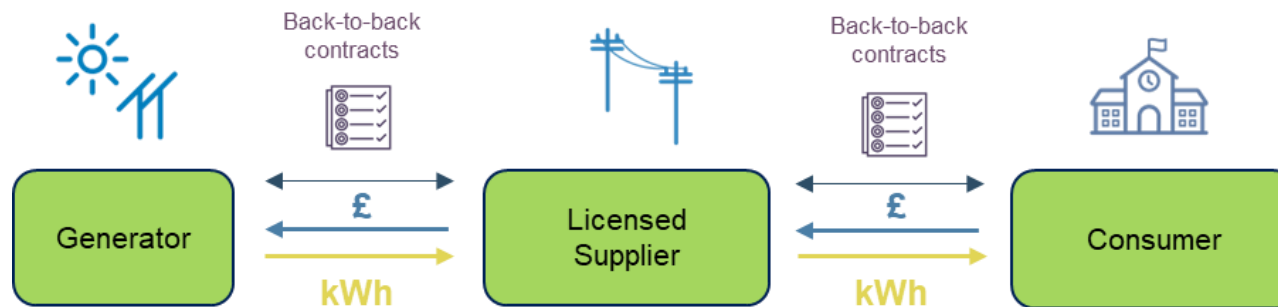 Back-to-back
contracts
Back-to-back
contracts
Generator
£
kWh
Licensed
Supplier
£
kWh
Consumer